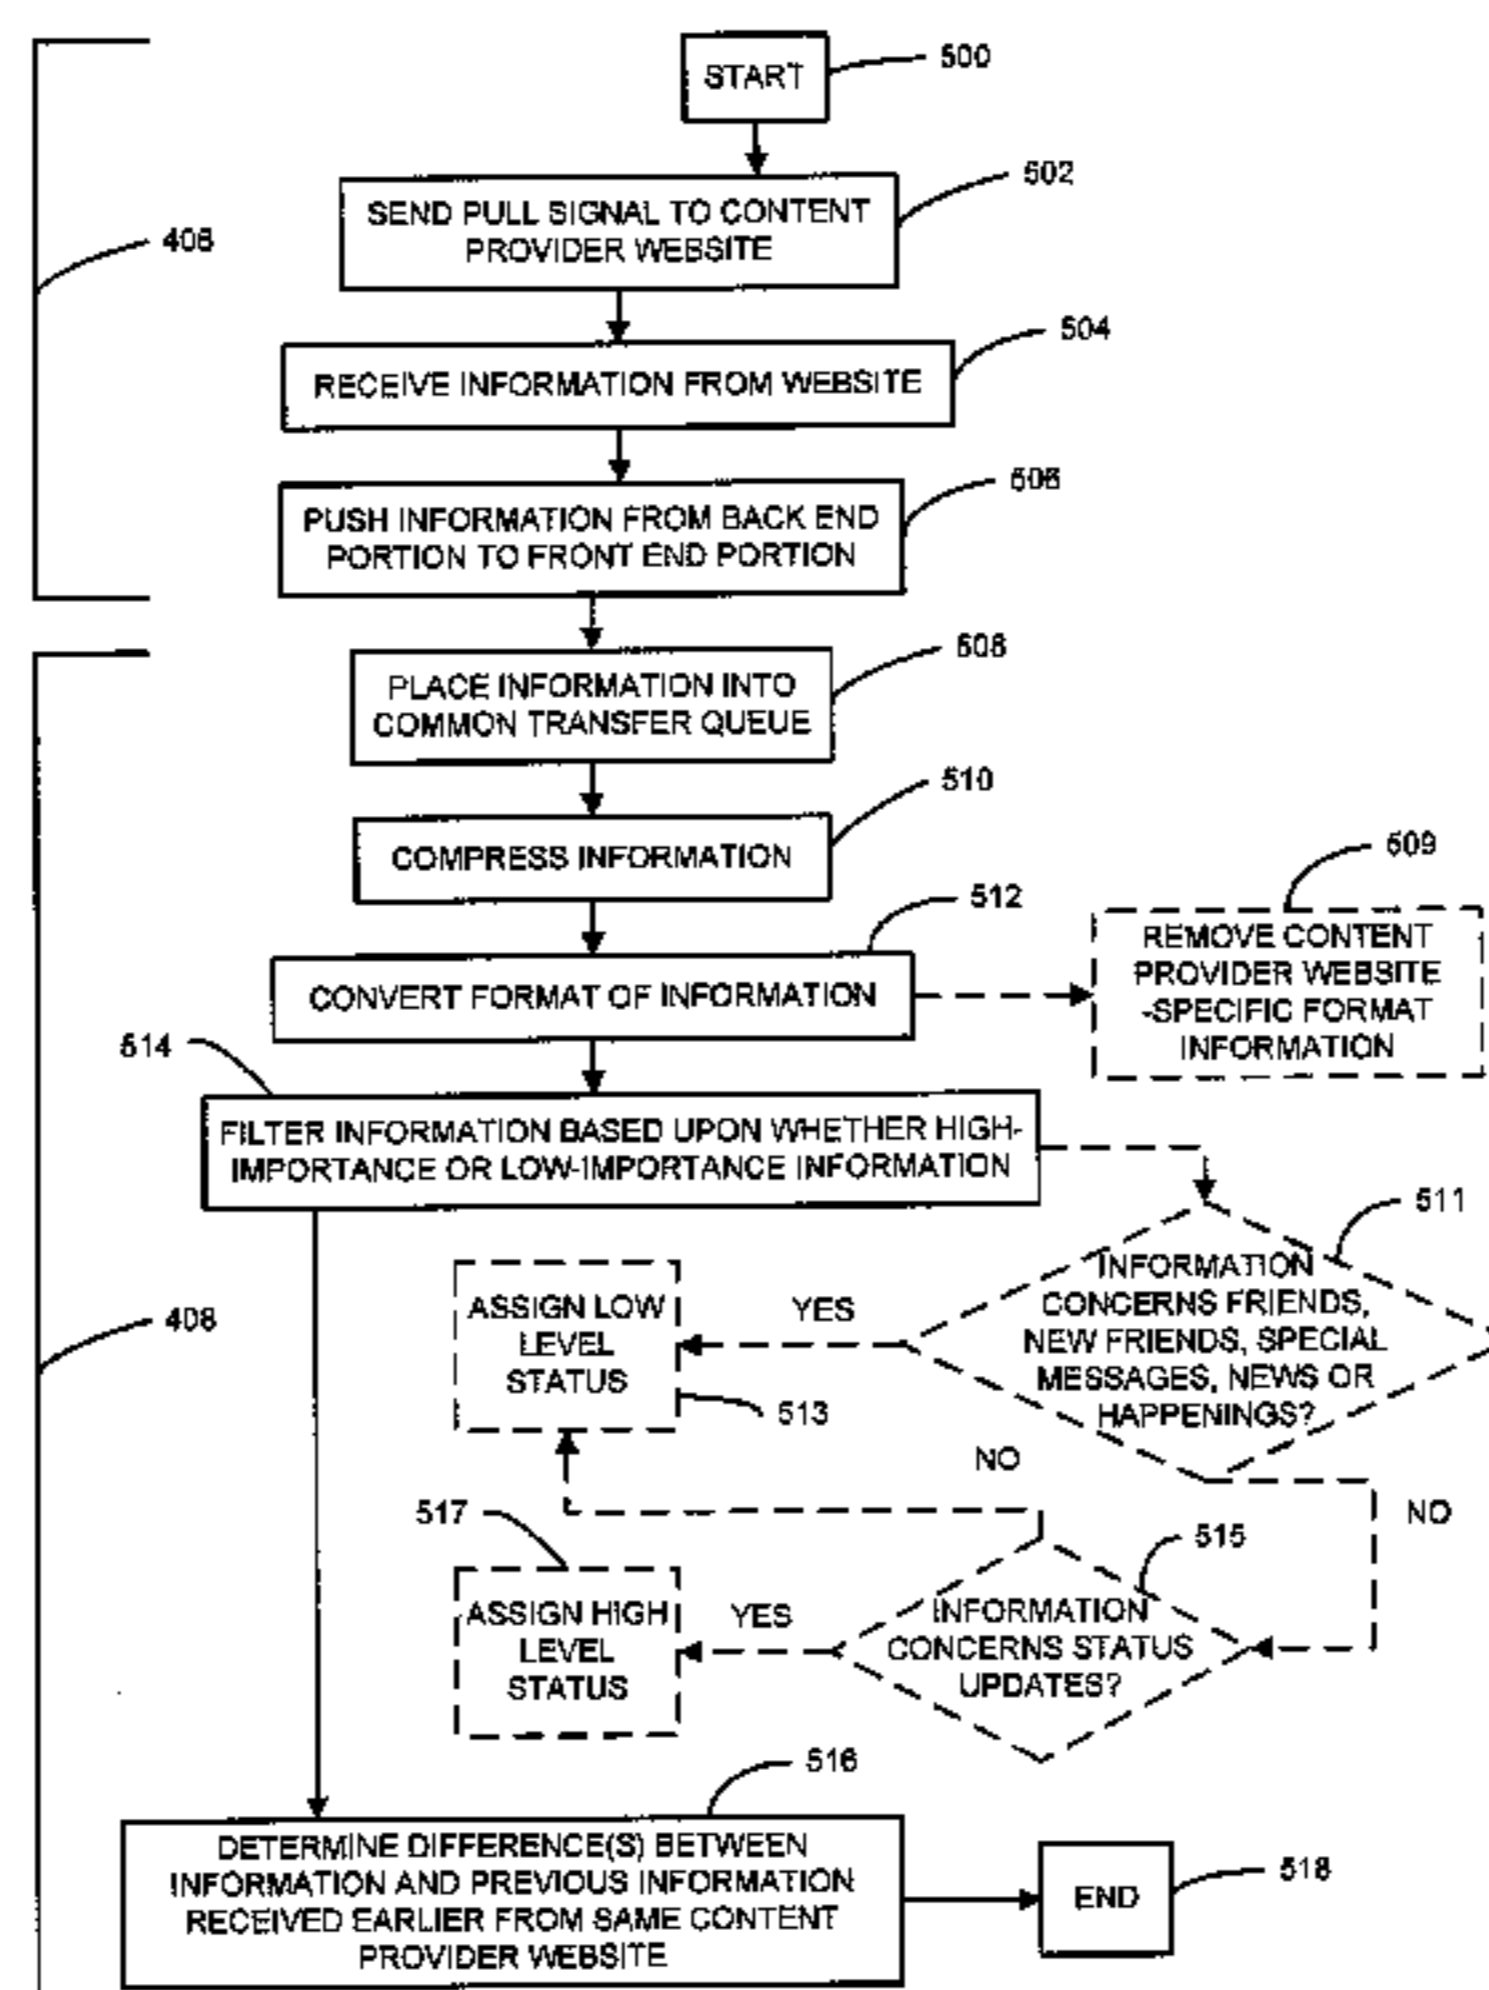 START
500
502
SEND PULL SIGNAL TO CONTENT
PROVIDER WEBSITE
406
504
RECEIVE INFORMATION FROM WEBSITE
506
PUSH INFORMATION FROM BACK END
PORTION TO FRONT END PORTION
508
PLACE INFORMATION INTO
COMMON TRANSFER QUEUE
510
COMPRESS INFORMATION
509
512
REMOVE CONTENT
PROVIDER WEBSITE
-SPECIFIC FORMAT
INFORMATION
CONVERT FORMAT OF INFORMATION
514
FILTER INFORMATION BASED UPON WHETHER HIGH-
IMPORTANCE OR LOW-IMPORTANCE INFORMATION
511
INFORMATION
CONCERNS FRIENDS,
NEW FRIENDS, SPECIAL
MESSAGES, NEWS OR
HAPPENINGS?
YES
ASSIGN LOW
LEVEL
STATUS
408
513
NO
NO
517
515
ASSIGN HIGH
LEVEL
STATUS
YES
INFORMATION
CONCERNS STATUS
UPDATES?
516
DETERMINE DIFFERENCE(S) BETWEEN
INFORMATION AND PREVIOUS INFORMATION
RECEIVED EARLIER FROM SAME CONTENT
PROVIDER WEBSITE
END
518